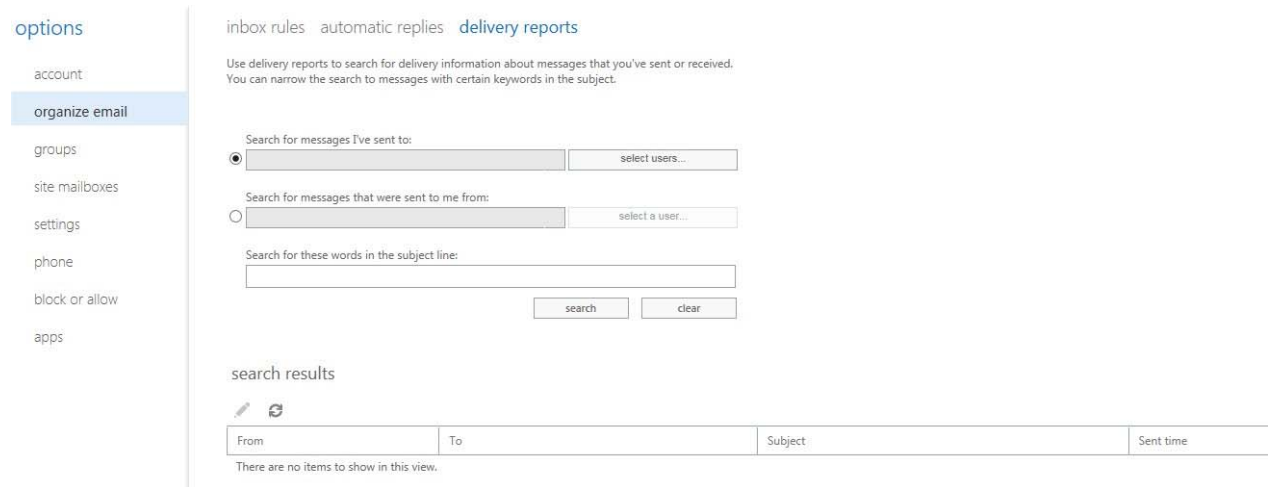 options
account
organize email
groups
site mailboxes
settings
phone
block or allow
apps
inbox rules automatic replies delivery reports
Use delivery reports to search for delivery information about messages that you've sent or received.
You can narrow the search to messages with certain keywords in the subject.
Search for messages I've sent to:
select users...
Search for messages that were sent to me from:
select a user...
Search for these words in the subject line:
search clear
search results
From To Subject Sent time
There are no items to show in this view.